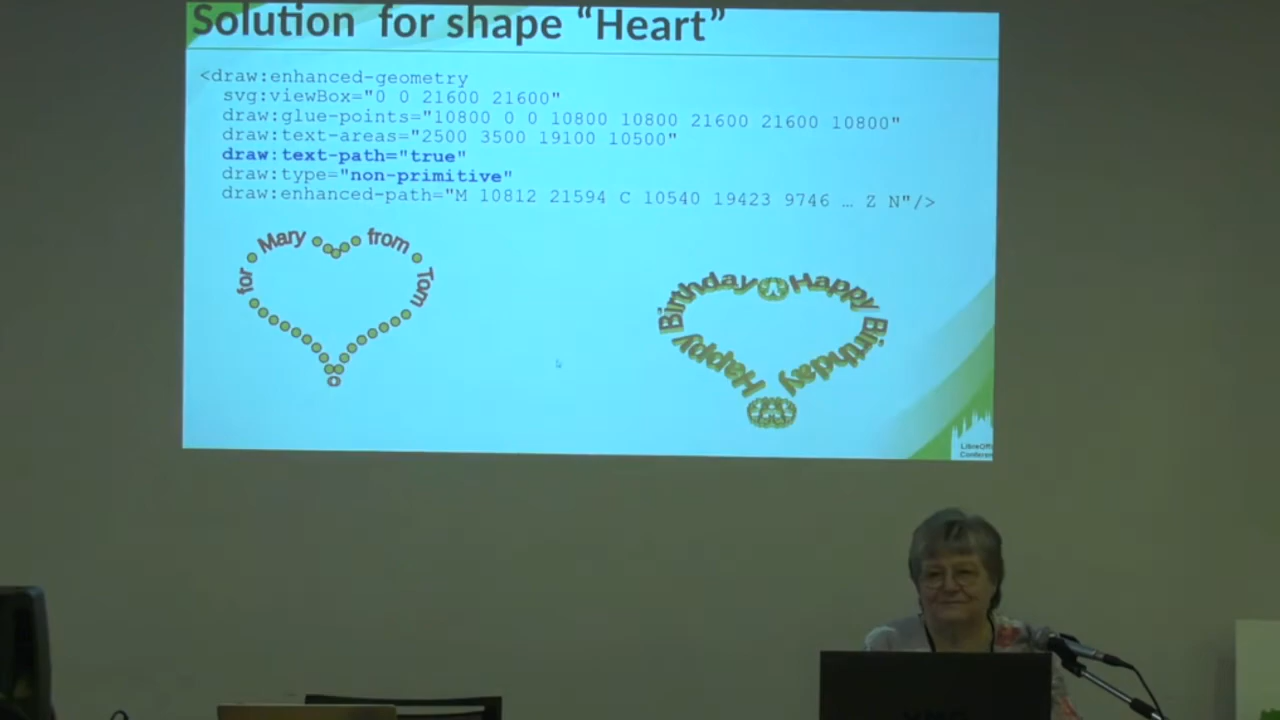 Solution for shape “Heart”
<draw:enhanced-geometry
svg:viewBox="0 0 21600 21600"
draw:glue-points="10800 0 0 10800 10800 21600 21600 10800"
draw:text-areas="2500 3500 19100 10500"
draw:text-path="true"
draw:type="non-primitive"
draw:enhanced-path="M 10812 21594 C 10540 19423 9746 … Z N"/>
for Mary from Tom
Happy Birthday Happy Birthday
LibreOffi
Conferen